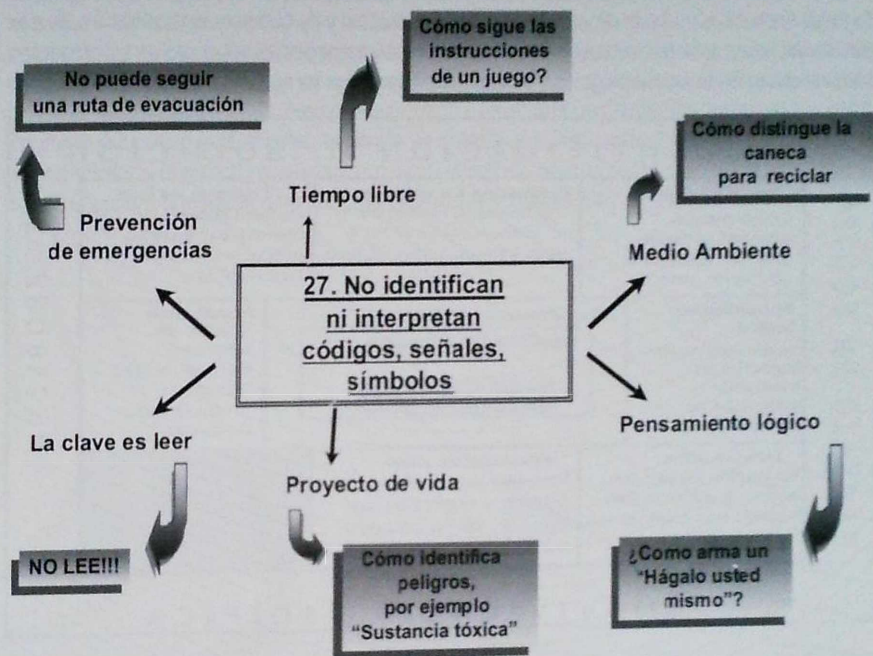 Cómo sigue las
instrucciones
de un juego?
No puede seguir
una ruta de evacuación
Cómo distingue la
caneca
para reciclar
Tiempo libre
Prevención
de emergencias
Medio Ambiente
27. No identifican
ni interpretan
códigos, señales,
símbolos
La clave es leer
Pensamiento lógico
Proyecto de vida
NO LEE!!!
Cómo identifica
peligros,
por ejemplo
“Sustancia tóxica”
¿Como arma un
“Hágalo usted
mismo”?